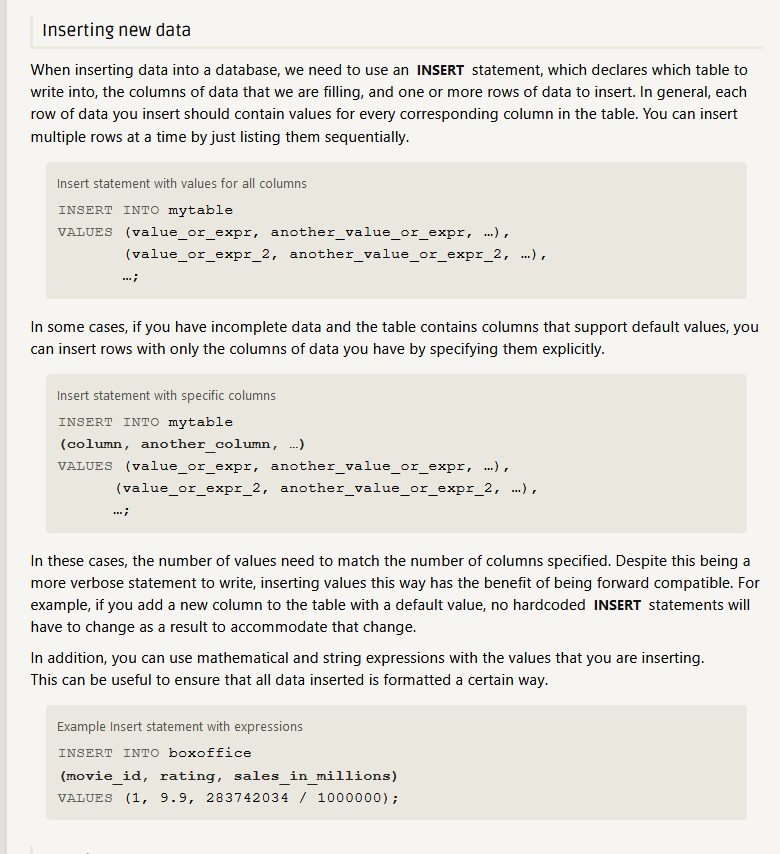 Inserting new data
When inserting data into a database, we need to use an INSERT statement, which declares which table to
write into, the columns of data that we are filling, and one or more rows of data to insert. In general, each
row of data you insert should contain values for every corresponding column in the table. You can insert
multiple rows at a time by just listing them sequentially.
Insert statement with values for all columns
INSERT INTO mytable
VALUES (value_or_expr, another_value_or_expr, …),
(value_or_expr_2, another_value_or_expr_2, …),
…;
In some cases, if you have incomplete data and the table contains columns that support default values, you
can insert rows with only the columns of data you have by specifying them explicitly.
Insert statement with specific columns
INSERT INTO mytable
(column, another_column, …)
VALUES (value_or_expr, another_value_or_expr, …),
(value_or_expr_2, another_value_or_expr_2, …),
…;
In these cases, the number of values need to match the number of columns specified. Despite this being a
more verbose statement to write, inserting values this way has the benefit of being forward compatible. For
example, if you add a new column to the table with a default value, no hardcoded INSERT statements will
have to change as a result to accommodate that change.
In addition, you can use mathematical and string expressions with the values that you are inserting.
This can be useful to ensure that all data inserted is formatted a certain way.
Example Insert statement with expressions
INSERT INTO boxoffice
(movie_id, rating, sales_in_millions)
VALUES (1, 9.9, 283742034 / 1000000);